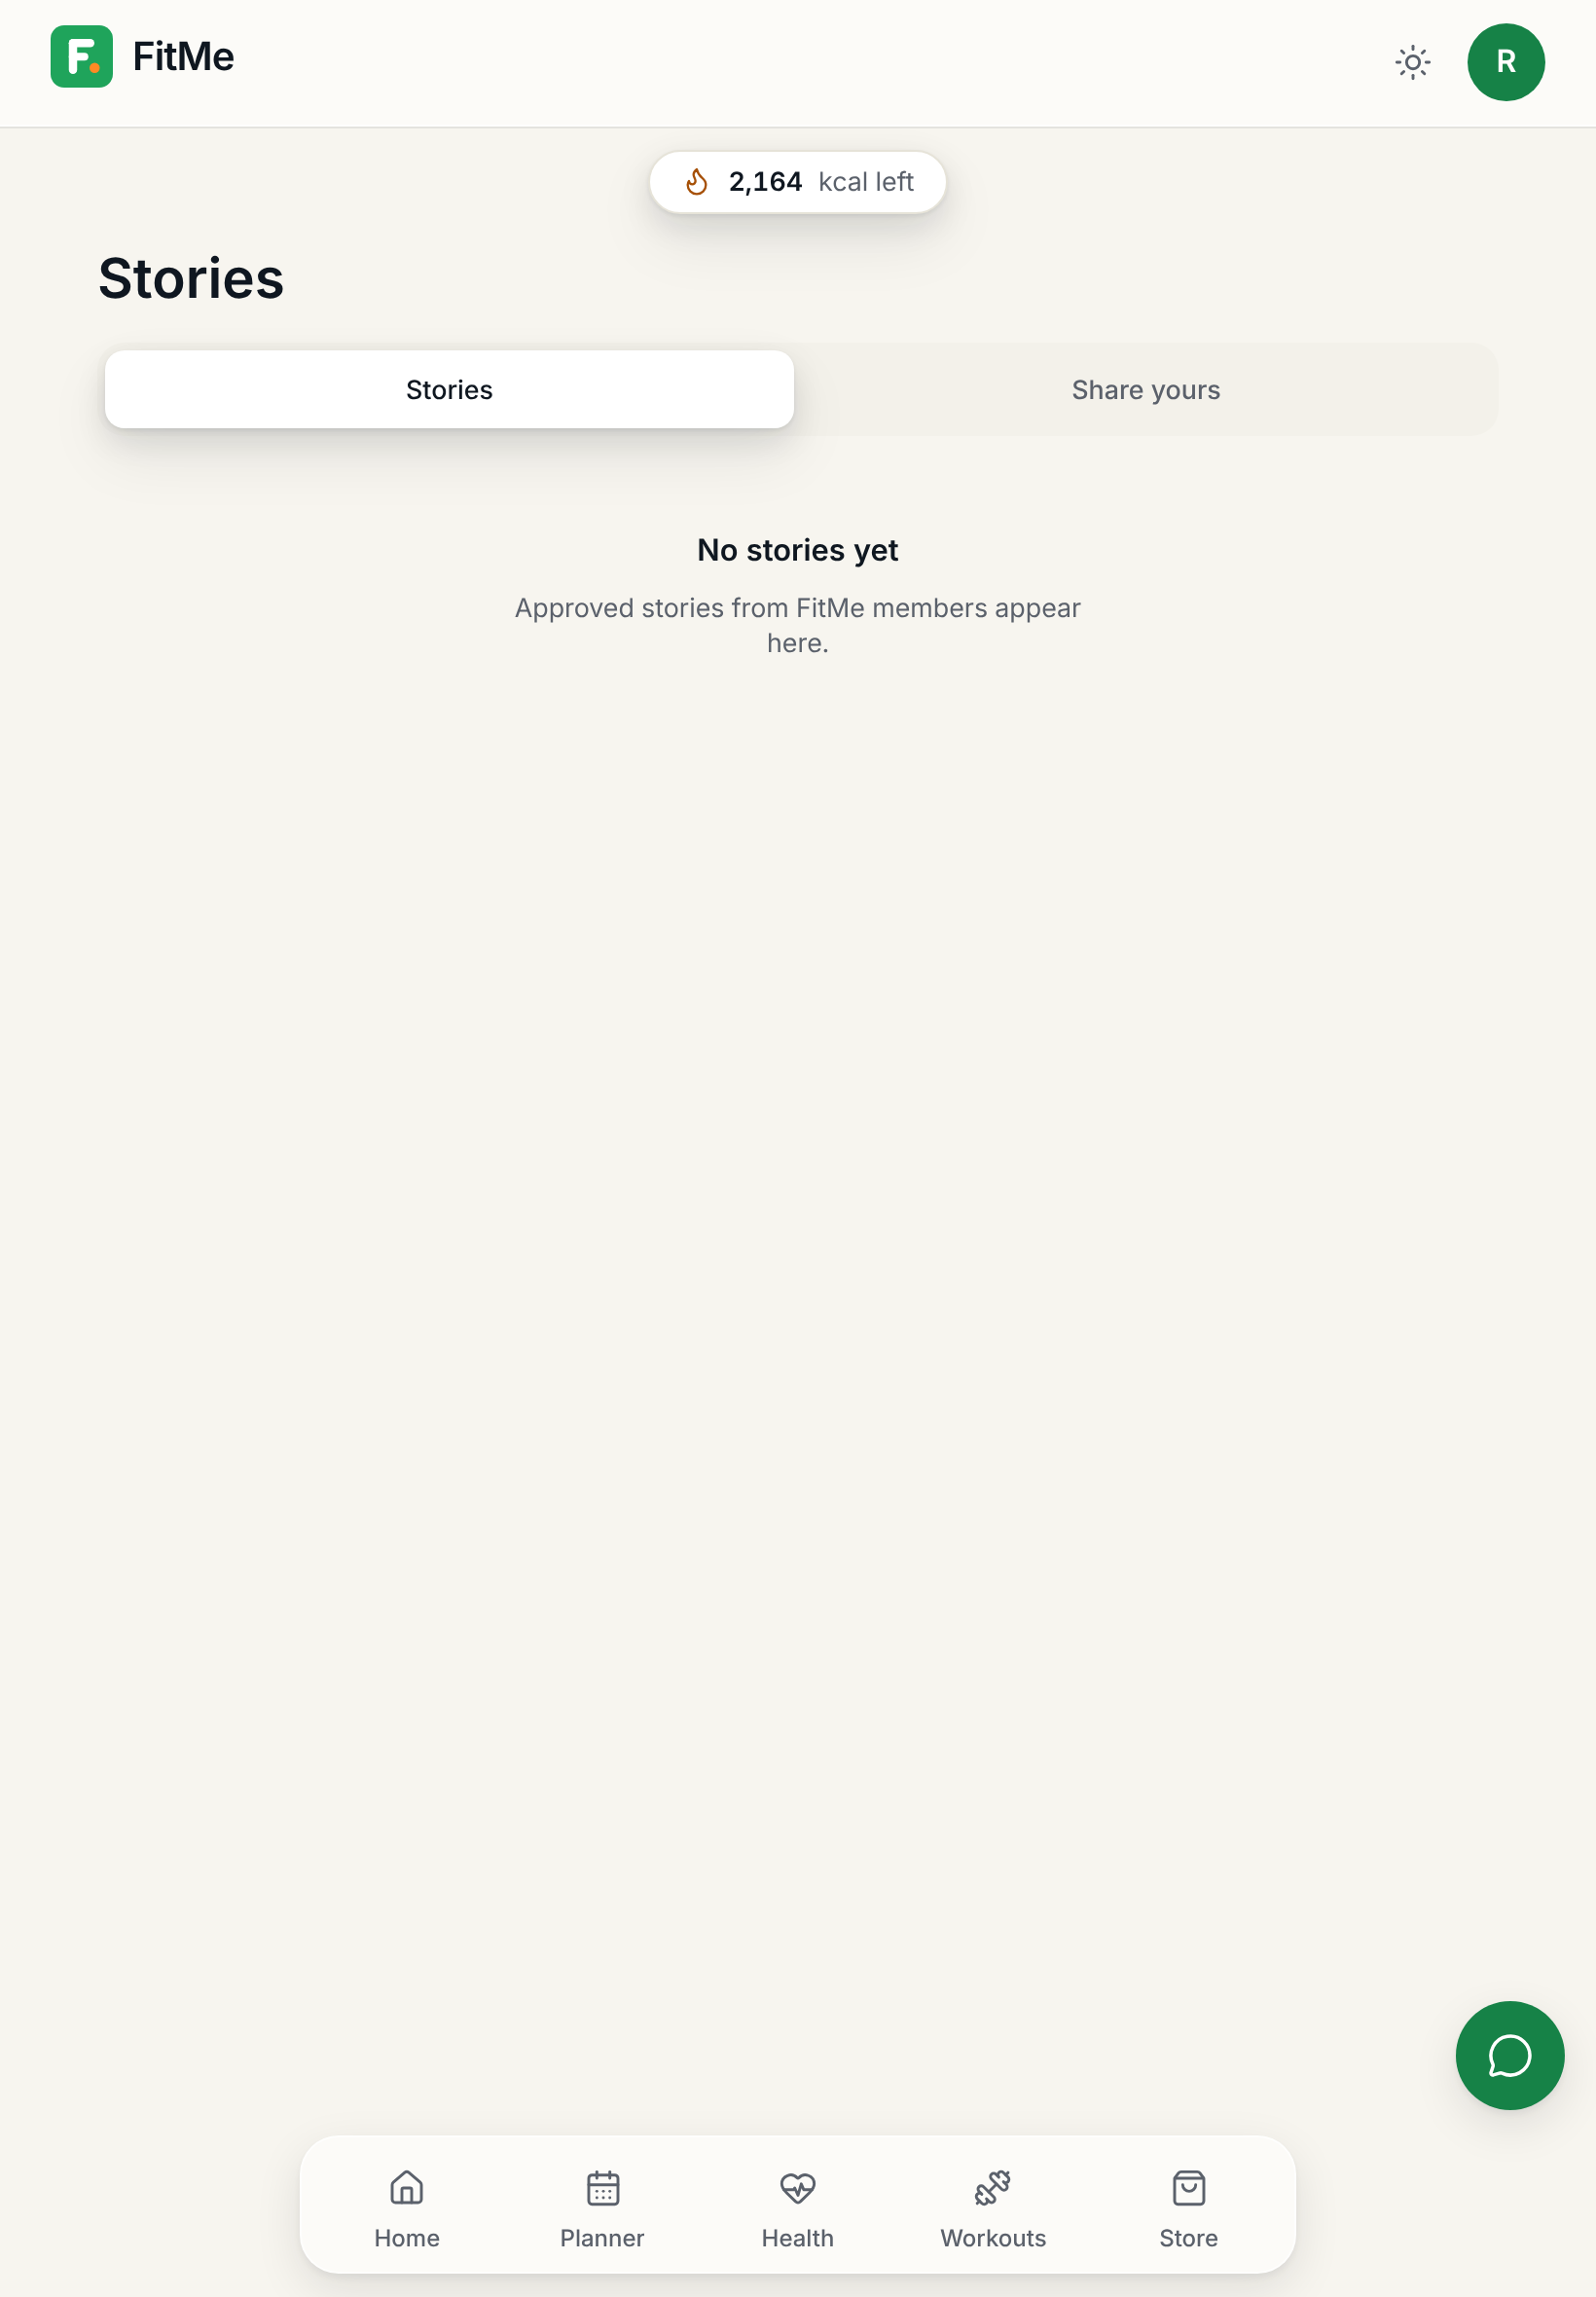 F. FitMe
R
2,164 kcal left
Stories
Stories
Share yours
No stories yet
Approved stories from FitMe members appear
here.
Home
Planner
Health
Workouts
Store